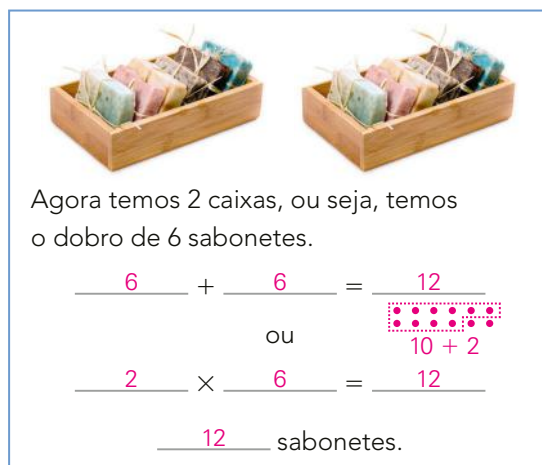 Agora temos 2 caixas, ou seja, temos
o dobro de 6 sabonetes.
6 + 6 = 12
ou
10 + 2
2 × 6 = 12
12 sabonetes.